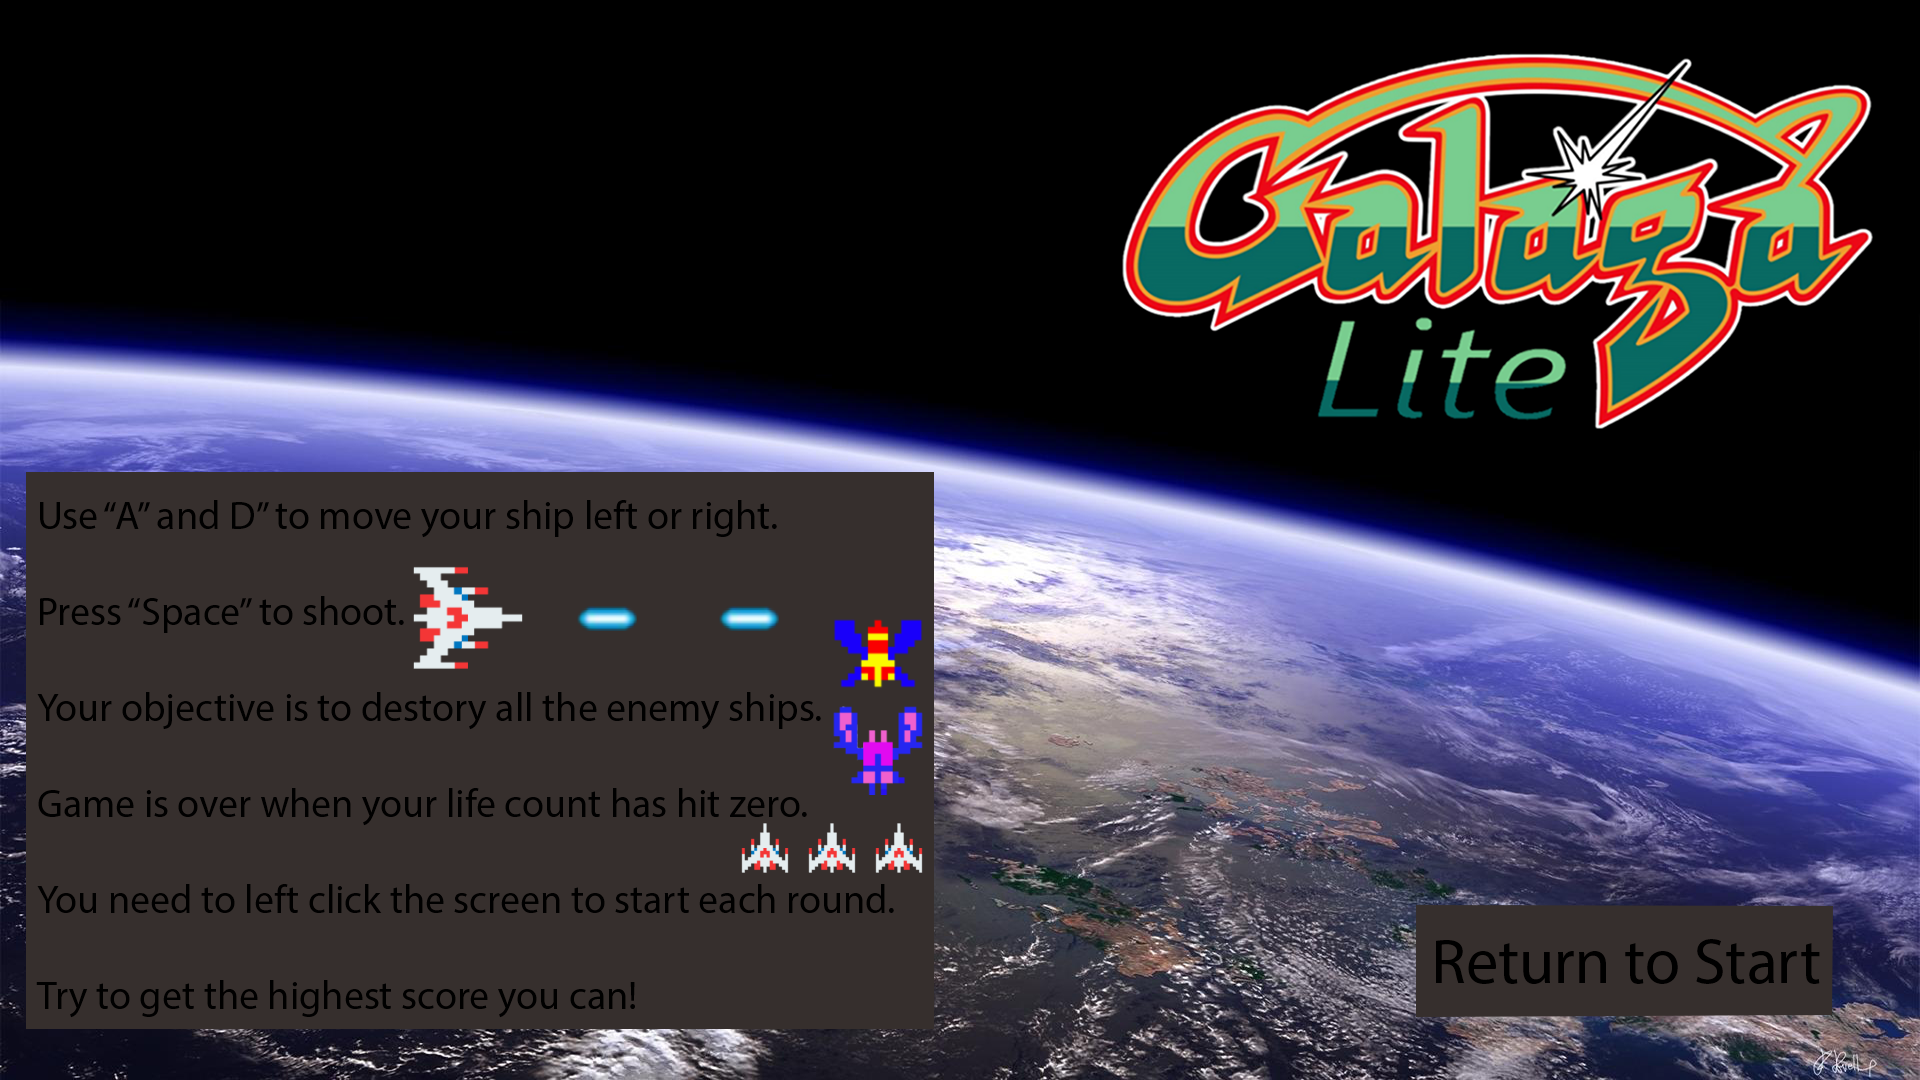 Galaga
Lite
Use “A” and D” to move your ship left or right.
Press “Space” to shoot.
Your objective is to destory all the enemy ships.
Game is over when your life count has hit zero.
You need to left click the screen to start each round.
Try to get the highest score you can!
Return to Start